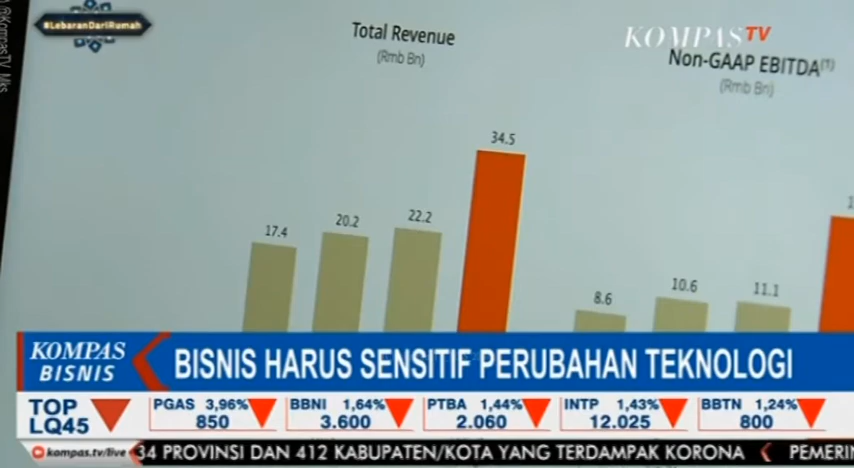 @KompasTV_Mks
#LebaranDariRumah
KOMPASTV
Total Revenue
(Rmb Bn)
Non-GAAP EBITDA(1)
(Rmb Bn)
17.4
20.2
22.2
34.5
8.6
10.6
11.1
KOMPAS
BISNIS
BISNIS HARUS SENSITIF PERUBAHAN TEKNOLOGI
TOP
LQ45
PGAS 3,96%
850
BBNI 1,64%
3.600
PTBA 1,44%
2.060
INTP 1,43%
12.025
BBTN 1,24%
800
kompas.tv/live
34 PROVINSI DAN 412 KABUPATEN/KOTA YANG TERDAMPAK KORONA